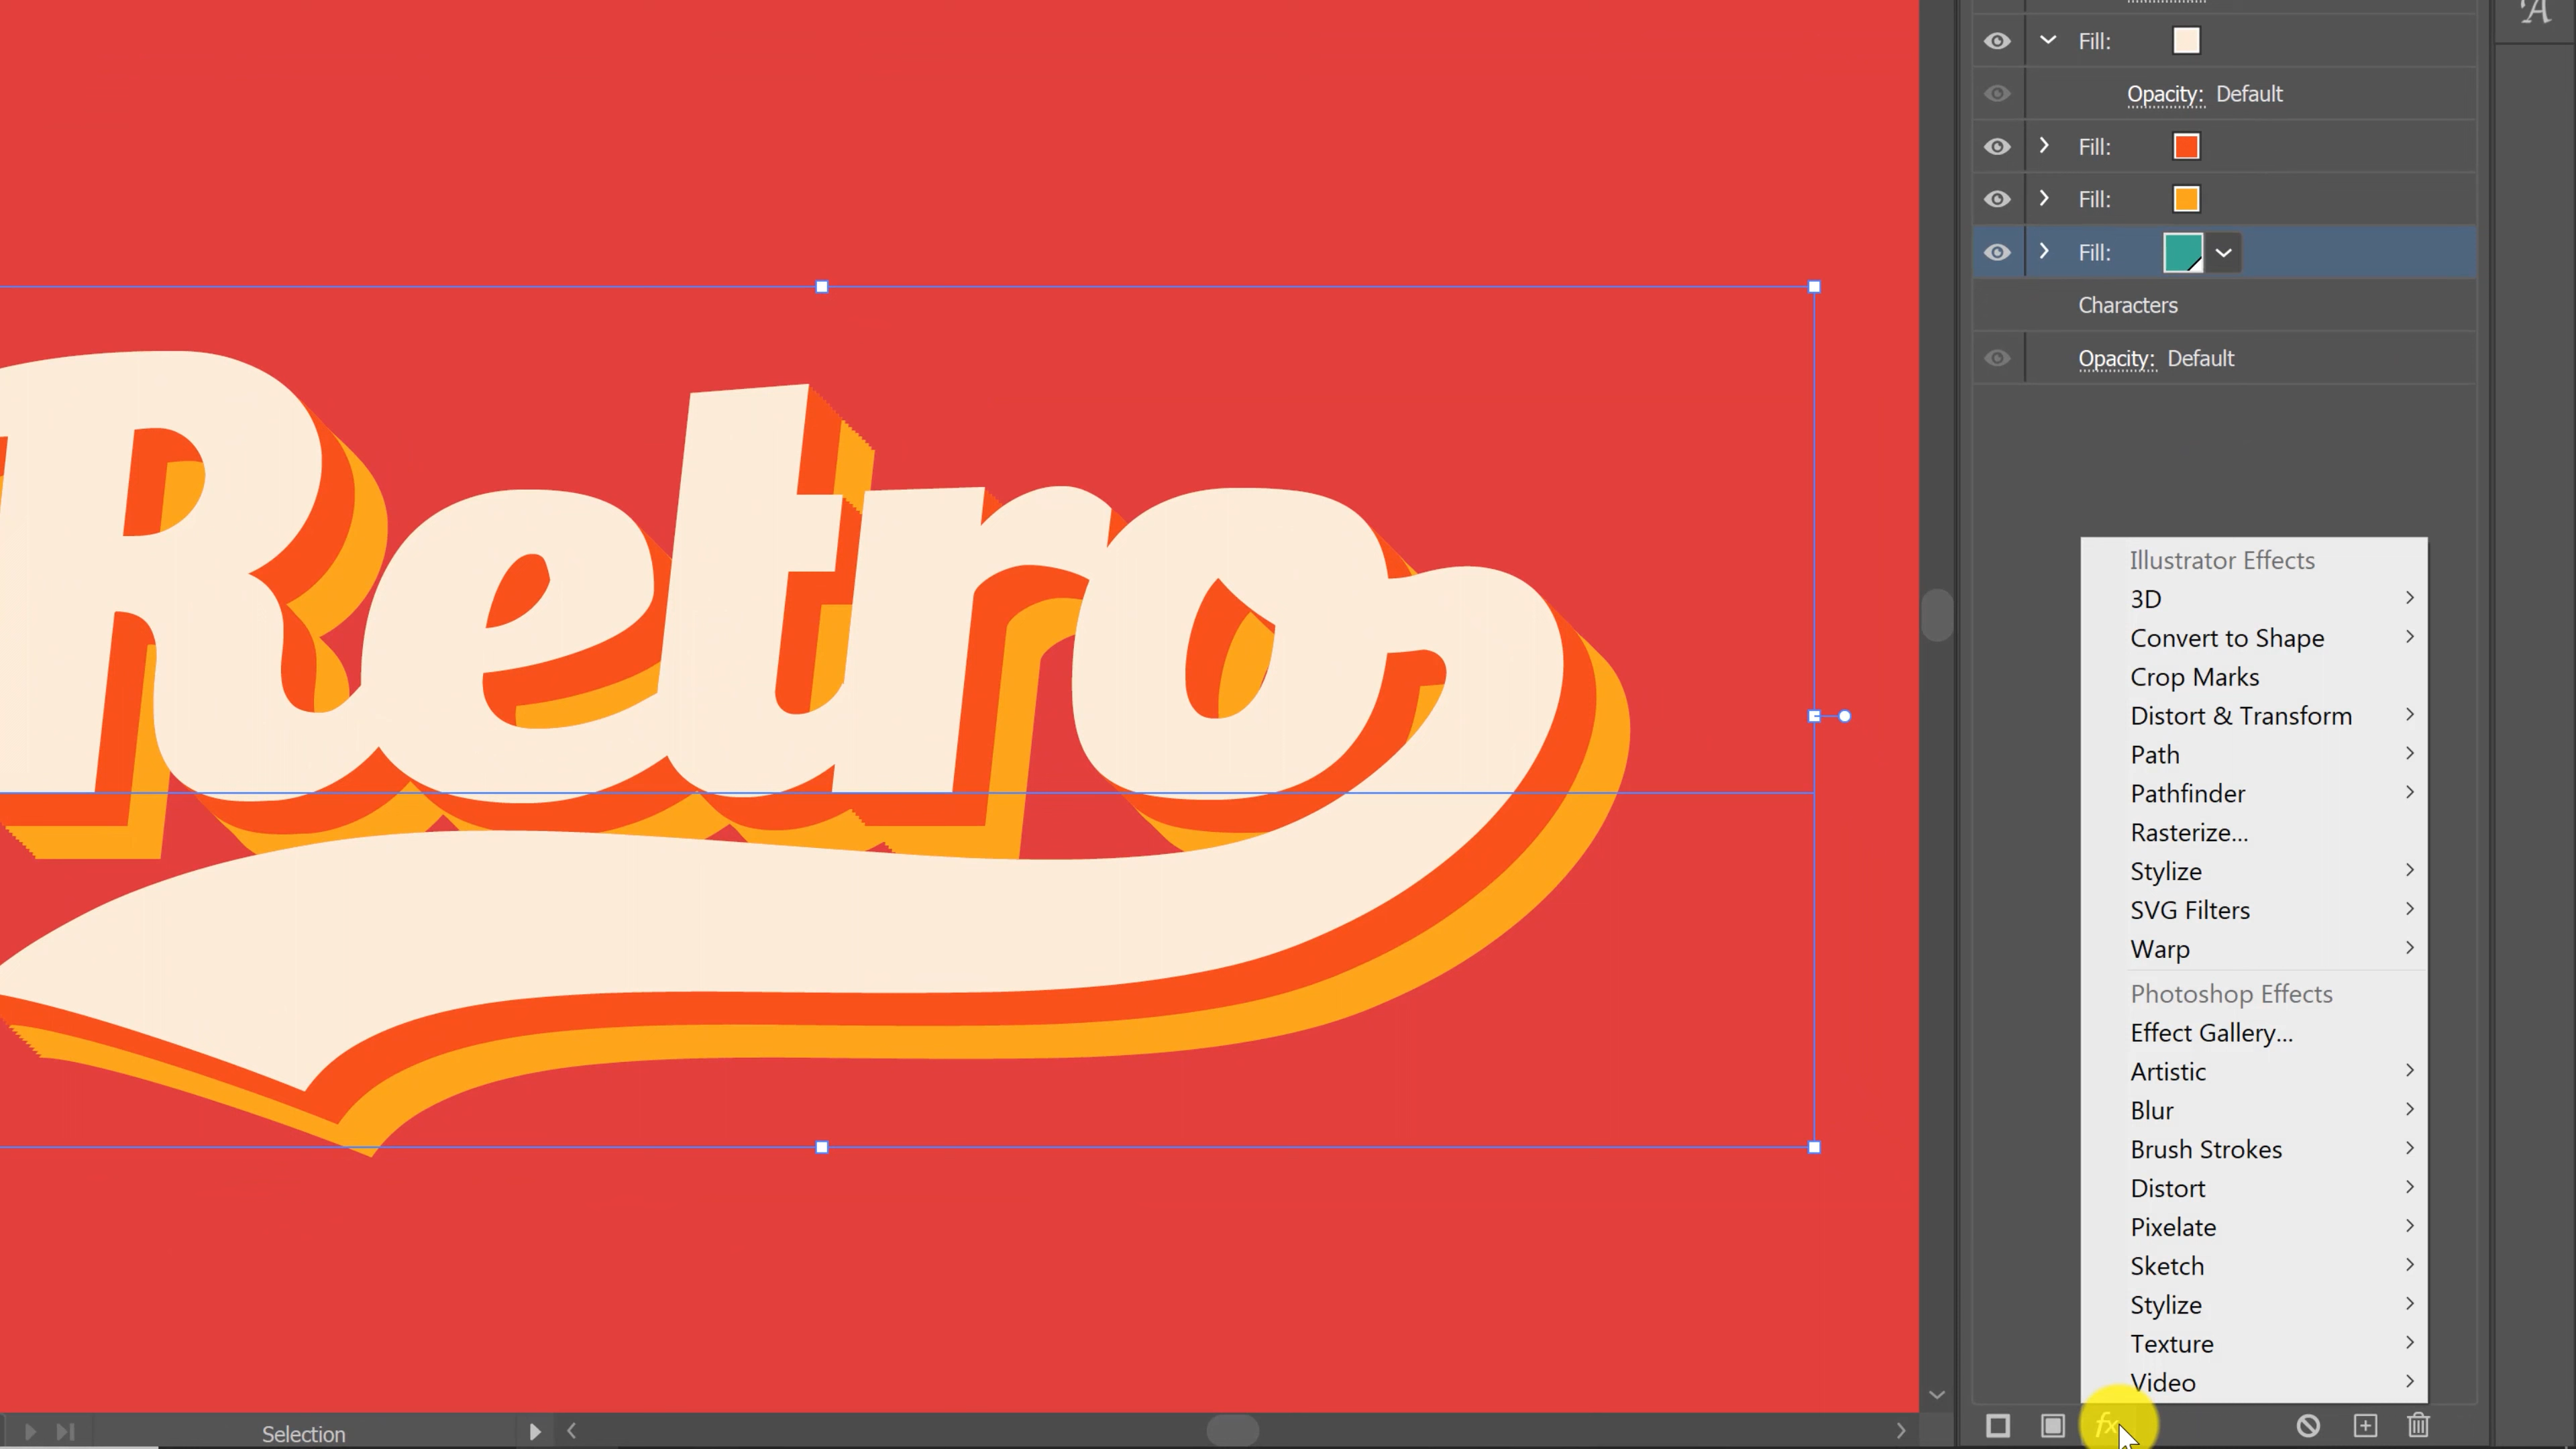 A
Fill:
Opacity: Default
Fill:
Fill:
Fill:
Characters
Opacity: Default
Retro
Illustrator Effects
3D
Convert to Shape
Crop Marks
Distort & Transform
Path
Pathfinder
Rasterize...
Stylize
SVG Filters
Warp
Photoshop Effects
Effect Gallery...
Artistic
Blur
Brush Strokes
Distort
Pixelate
Sketch
Stylize
Texture
Video
Selection
fx